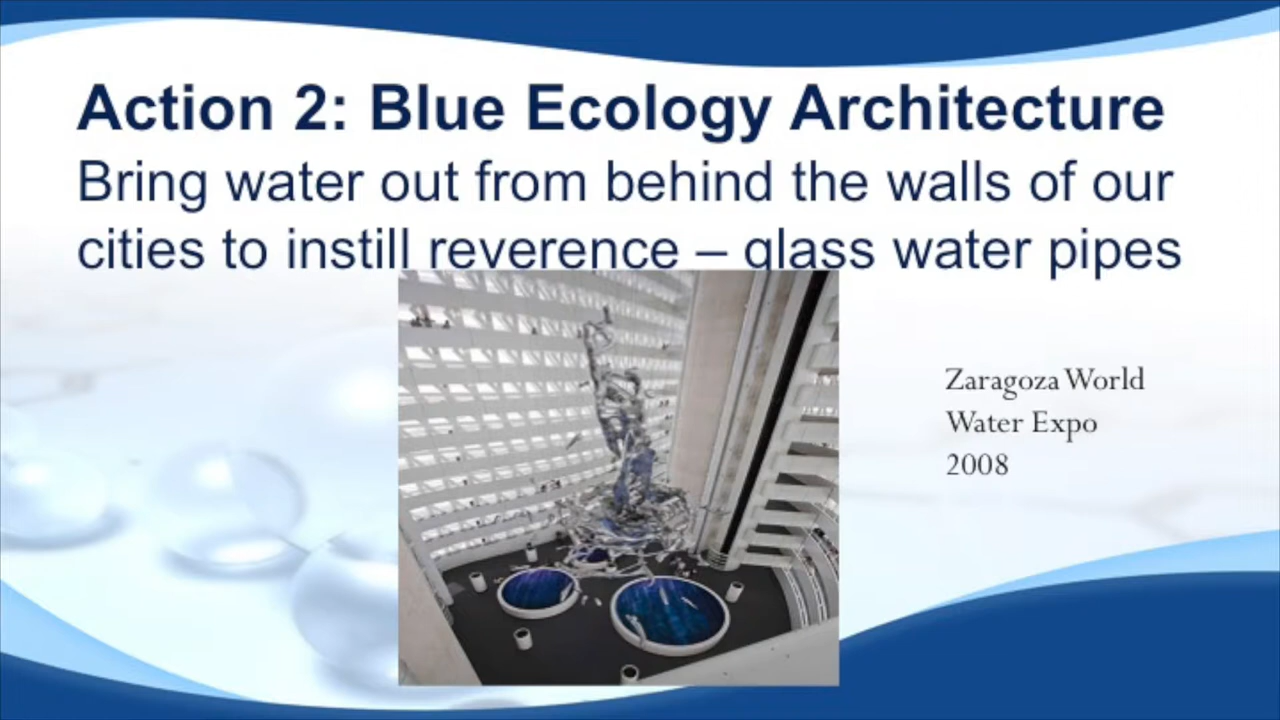 Action 2: Blue Ecology Architecture
Bring water out from behind the walls of our
cities to instill reverence – glass water pipes
Zaragoza World
Water Expo
2008